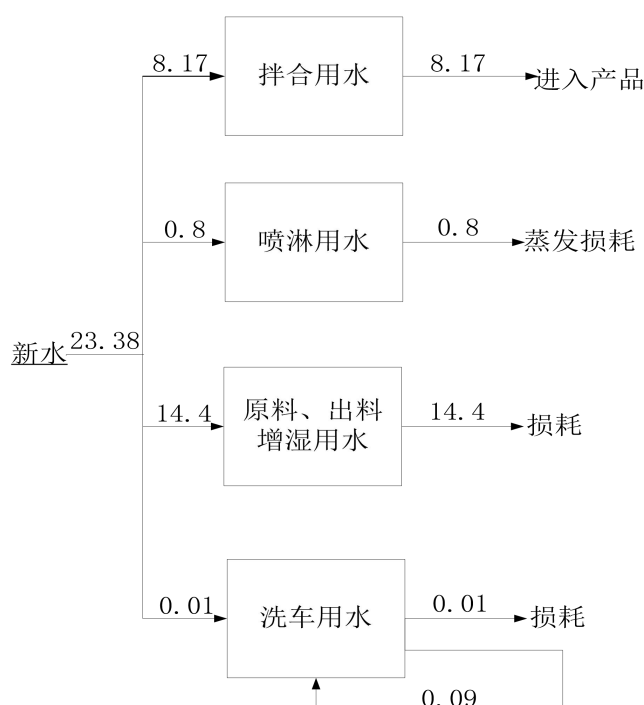 8.17
拌合用水
8.17
进入产品
0.8
喷淋用水
0.8
蒸发损耗
新水
23.38
14.4
原料、出料
增湿用水
14.4
损耗
0.01
洗车用水
0.01
损耗
0.09